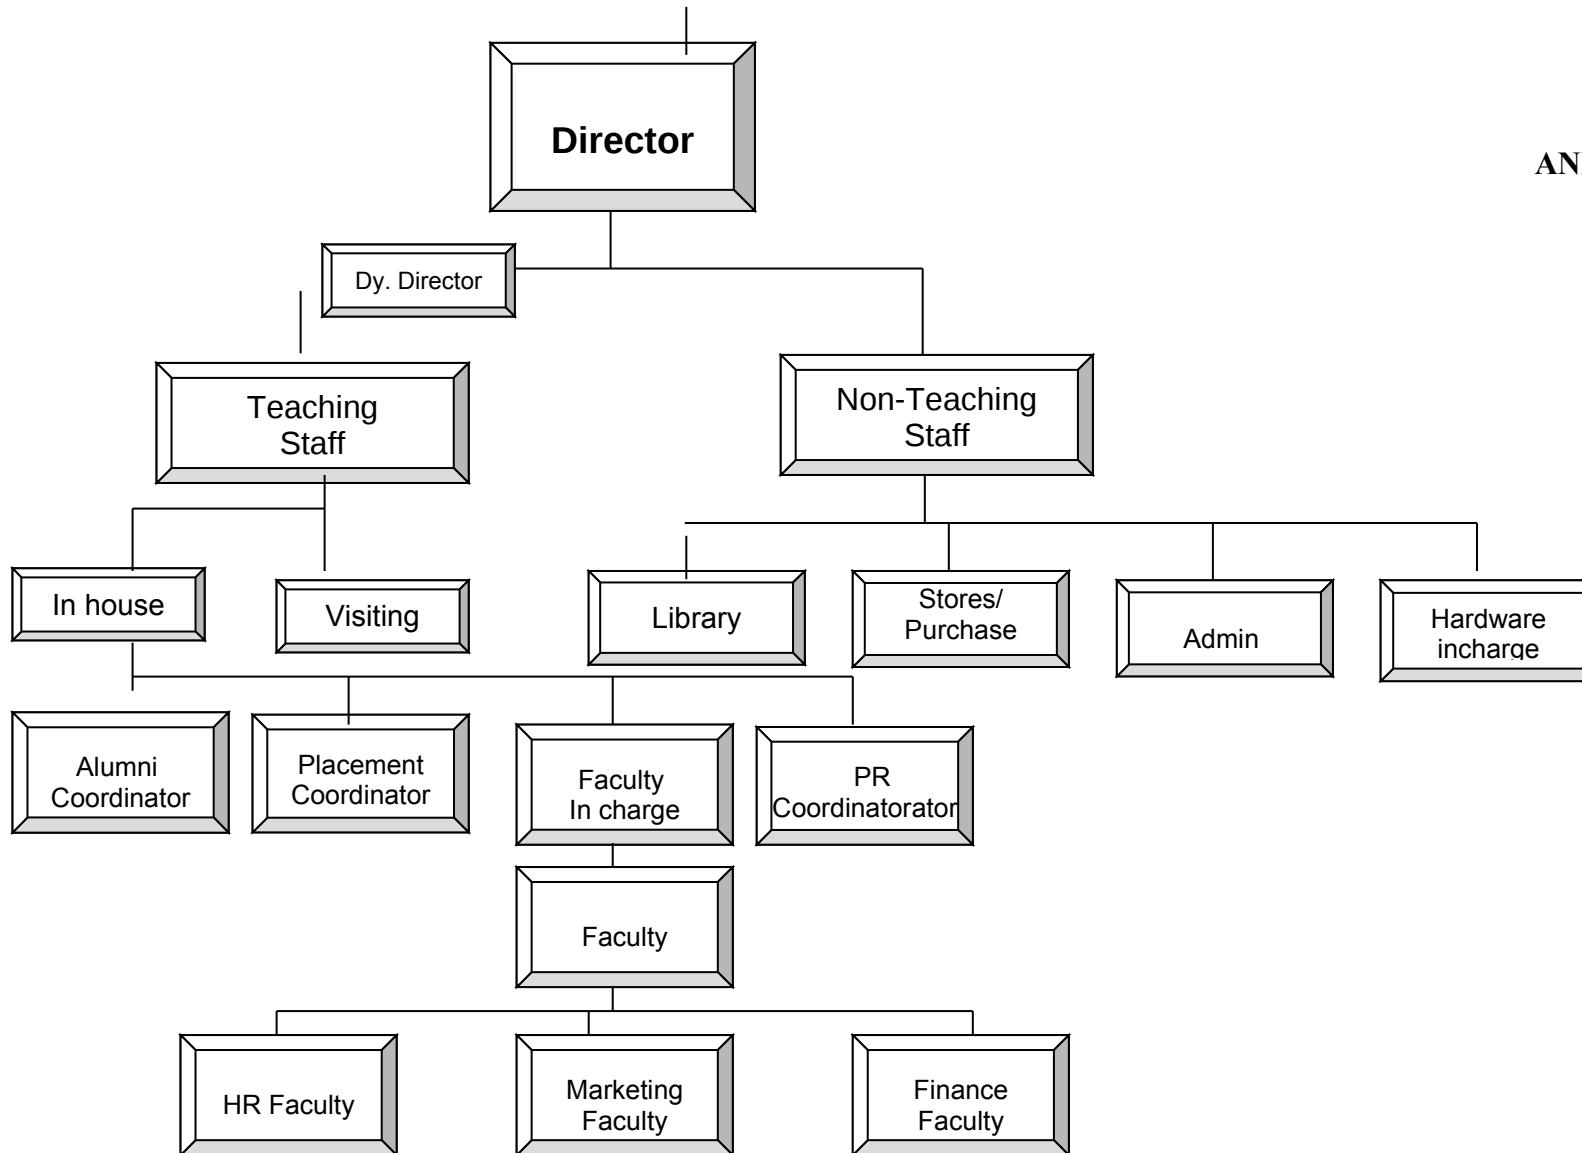 Director
AN
Dy. Director
Teaching
Staff
Non-Teaching
Staff
In house
Visiting
Library
Stores/
Purchase
Admin
Hardware
incharge
Alumni
Coordinator
Placement
Coordinator
Faculty
In charge
PR
Coordinatorator
Faculty
HR Faculty
Marketing
Faculty
Finance
Faculty